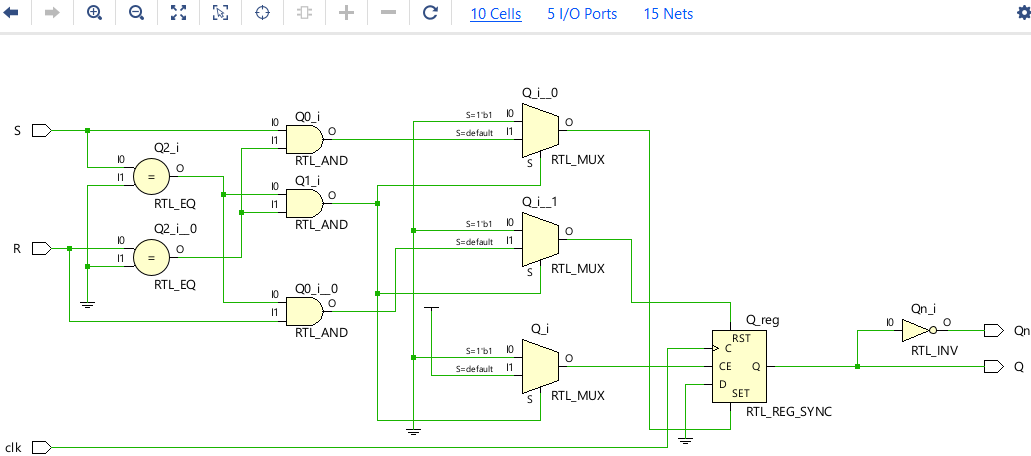 10 Cells 5 I/O Ports 15 Nets
Q_i__0
S=1'b1 I0
O
S=default I1
S
RTL_MUX
S
Q0_i
I0
O
I1
RTL_AND
Q2_i
I0
O
I1
=
RTL_EQ
Q1_i
I0
O
I1
RTL_AND
Q_i__1
S=1'b1 I0
O
S=default I1
S
RTL_MUX
R
Q2_i__0
I0
O
I1
=
RTL_EQ
Q0_i__0
I0
O
I1
RTL_AND
Q_i
S=1'b1 I0
O
S=default I1
S
RTL_MUX
Q_reg
RST
C
CE Q
D
SET
RTL_REG_SYNC
Qn_i
I0 O
RTL_INV
Qn
Q
clk